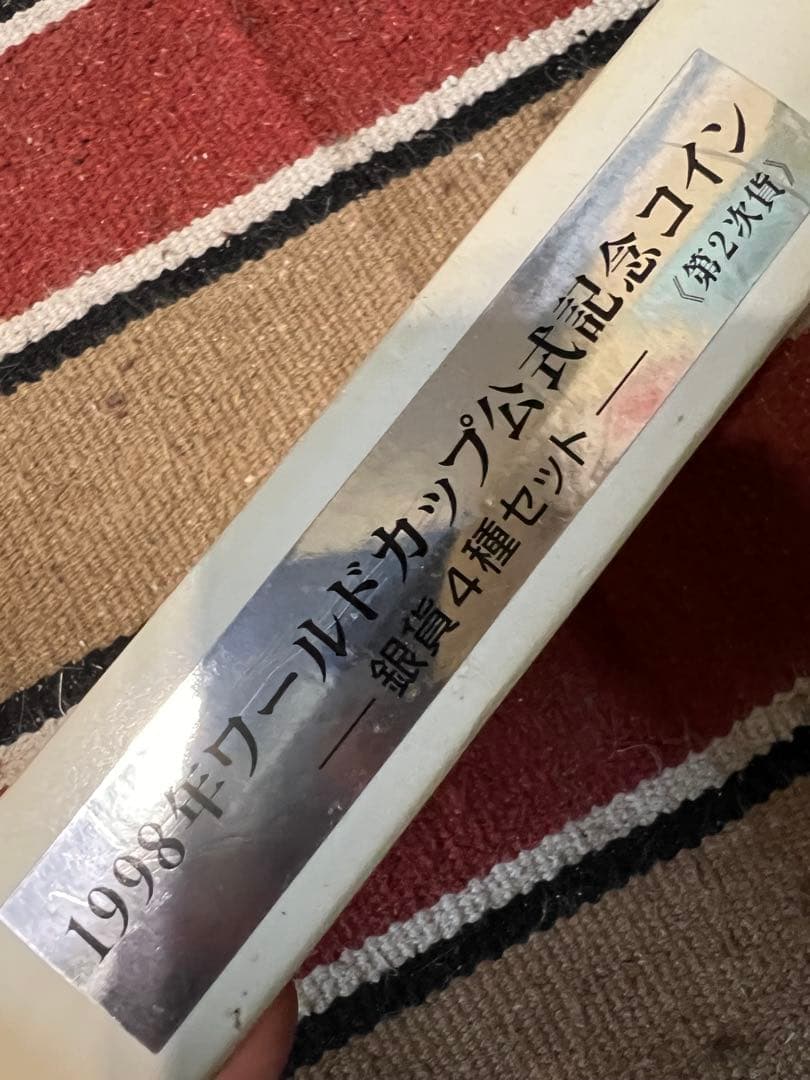 1998年ワールドカップ公式記念コイン
《第2次貨》
— 銀貨4種セット —